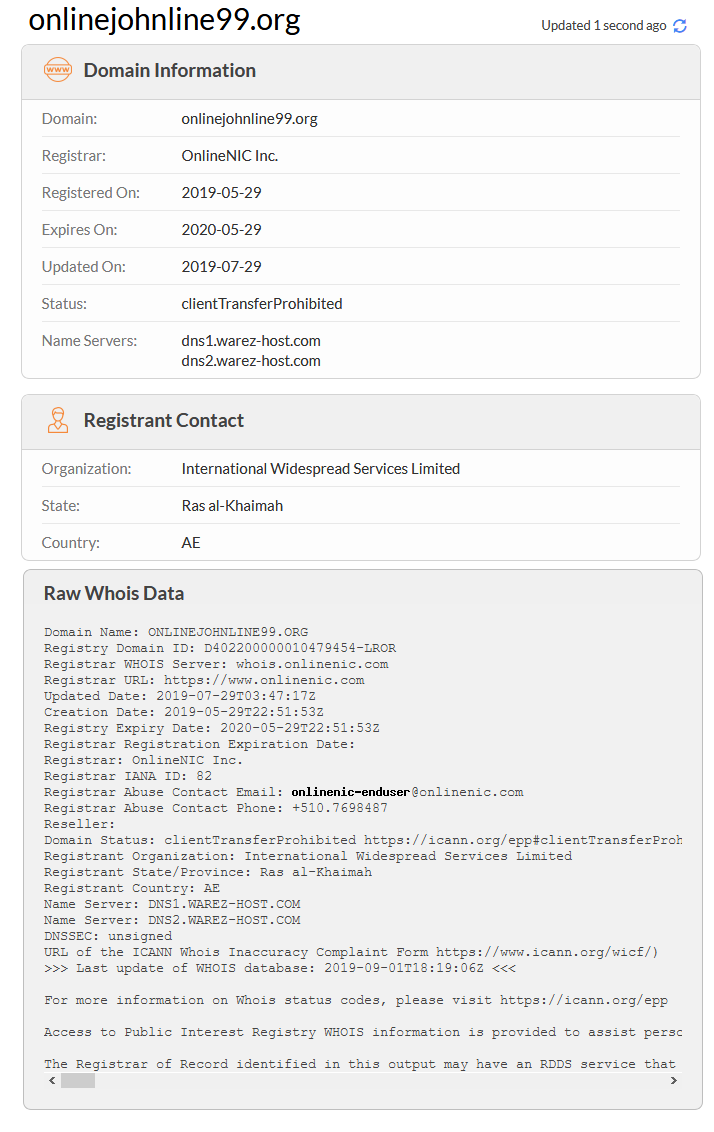 onlinejohnline99.org
Updated 1 second ago
www
Domain Information
Domain: onlinejohnline99.org
Registrar: OnlineNIC Inc.
Registered On: 2019-05-29
Expires On: 2020-05-29
Updated On: 2019-07-29
Status: clientTransferProhibited
Name Servers: dns1.warez-host.com
dns2.warez-host.com
Registrant Contact
Organization: International Widespread Services Limited
State: Ras al-Khaimah
Country: AE
Raw Whois Data
Domain Name: ONLINEJOHNLINE99.ORG
Registry Domain ID: D402200000010479454-LROR
Registrar WHOIS Server: whois.onlinenic.com
Registrar URL: https://www.onlinenic.com
Updated Date: 2019-07-29T03:47:17Z
Creation Date: 2019-05-29T22:51:53Z
Registry Expiry Date: 2020-05-29T22:51:53Z
Registrar Registration Expiration Date:
Registrar: OnlineNIC Inc.
Registrar IANA ID: 82
Registrar Abuse Contact Email: onlinenic-enduser@onlinenic.com
Registrar Abuse Contact Phone: +510.7698487
Reseller:
Domain Status: clientTransferProhibited https://icann.org/epp#clientTransferProh
Registrant Organization: International Widespread Services Limited
Registrant State/Province: Ras al-Khaimah
Registrant Country: AE
Name Server: DNS1.WAREZ-HOST.COM
Name Server: DNS2.WAREZ-HOST.COM
DNSSEC: unsigned
URL of the ICANN Whois Inaccuracy Complaint Form https://www.icann.org/wicf/)
>>> Last update of WHOIS database: 2019-09-01T18:19:06Z <<<
For more information on Whois status codes, please visit https://icann.org/epp
Access to Public Interest Registry WHOIS information is provided to assist perso
The Registrar of Record identified in this output may have an RDDS service that